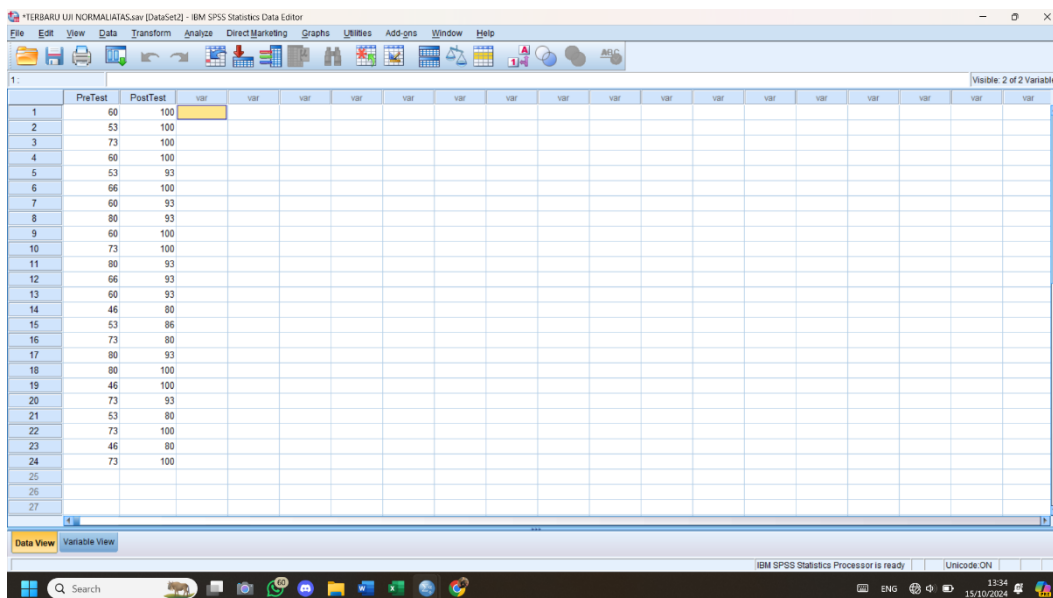 *TERBARU UJI NORMALIATAS.sav [DataSet2] - IBM SPSS Statistics Data Editor
File Edit View Data Transform Analyze Direct Marketing Graphs Utilities Add-ons Window Help
1 :
Visible: 2 of 2 Variable
PreTest PostTest var var var var var var var var var var var var var var var var var
1 60 100
2 53 100
3 73 100
4 60 100
5 53 93
6 66 100
7 60 93
8 80 93
9 60 100
10 73 100
11 80 93
12 66 93
13 60 93
14 46 80
15 53 86
16 73 80
17 80 93
18 80 100
19 46 100
20 73 93
21 53 80
22 73 100
23 46 80
24 73 100
25
26
27
Data View Variable View
IBM SPSS Statistics Processor is ready Unicode:ON
Search 60 ENG 13:34
15/10/2024